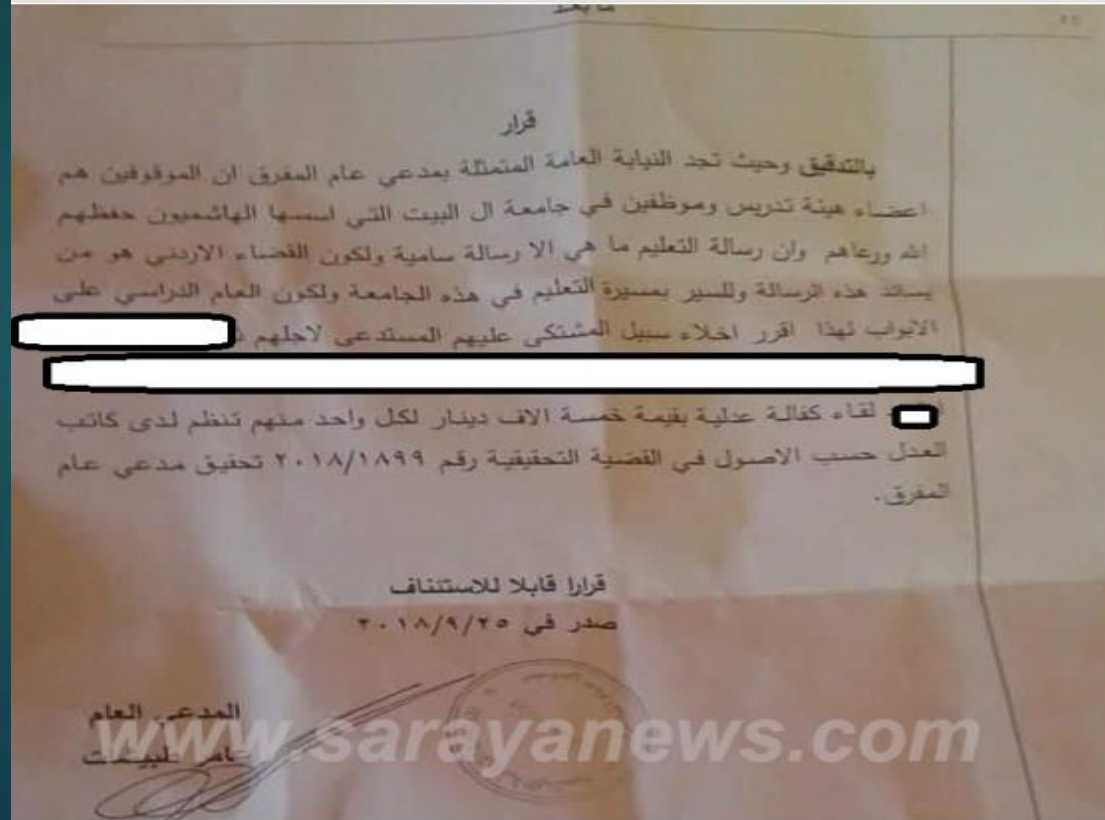 ما بعد
قرار
بالتدقيق وحيث تجد النيابة العامة المتمثلة بمدعي عام المفرق ان الموقوفين هم
اعضاء هيئة تدريس وموظفين في جامعة ال البيت التي اسسها الهاشميون حفظهم
الله ورعاهم وان رسالة التعليم ما هي الا رسالة سامية ولكون القضاء الاردني هو من
يساند هذه الرسالة وللسير بمسيرة التعليم في هذه الجامعة ولكون العام الدراسي على
الابواب لهذا اقرر اخلاء سبيل المشتكى عليهم المستدعى لاجلهم
لقاء كفالة عدلية بقيمة خمسة الاف دينار لكل واحد منهم تنظم لدى كاتب
العدل حسب الاصول في القضية التحقيقية رقم ٢٠١٨/١٨٩٩ تحقيق مدعي عام
المفرق.
قرارا قابلا للاستئناف
صدر في ٢٠١٨/٩/٢٥
المدعي العام
www.sarayanews.com